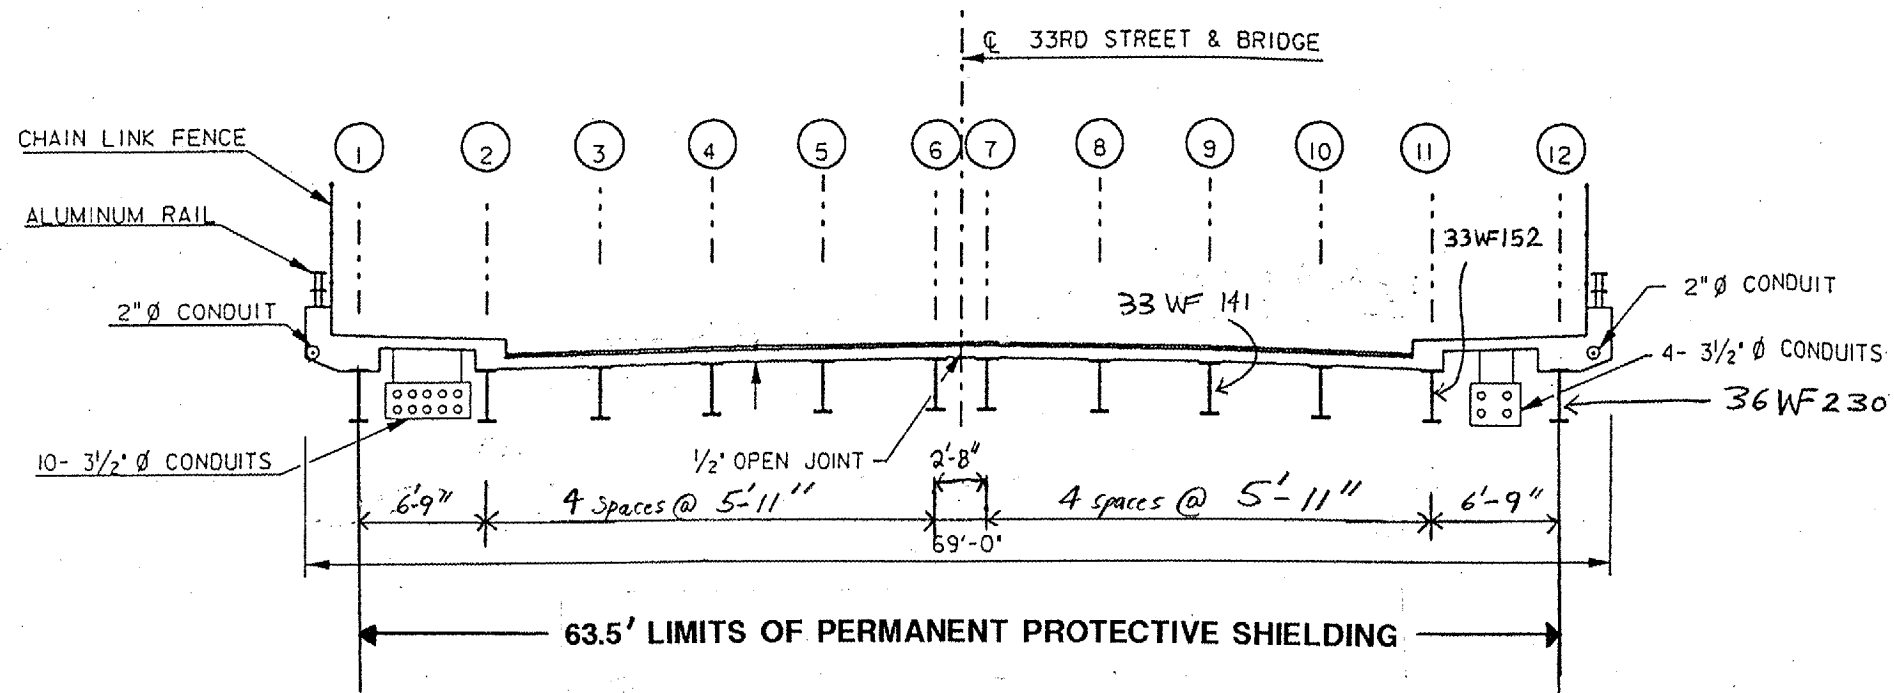 ℄ 33RD STREET & BRIDGE
CHAIN LINK FENCE
1 2 3 4 5 6 7 8 9 10 11 12
ALUMINUM RAIL
33WF152
2"Ø CONDUIT
33 WF 141
2"Ø CONDUIT
4- 3½"Ø CONDUITS
36WF230
10- 3½"Ø CONDUITS
½" OPEN JOINT
2'-8"
6'-9"
4 spaces @ 5'-11"
4 spaces @ 5'-11"
6'-9"
69'-0"
63.5' LIMITS OF PERMANENT PROTECTIVE SHIELDING